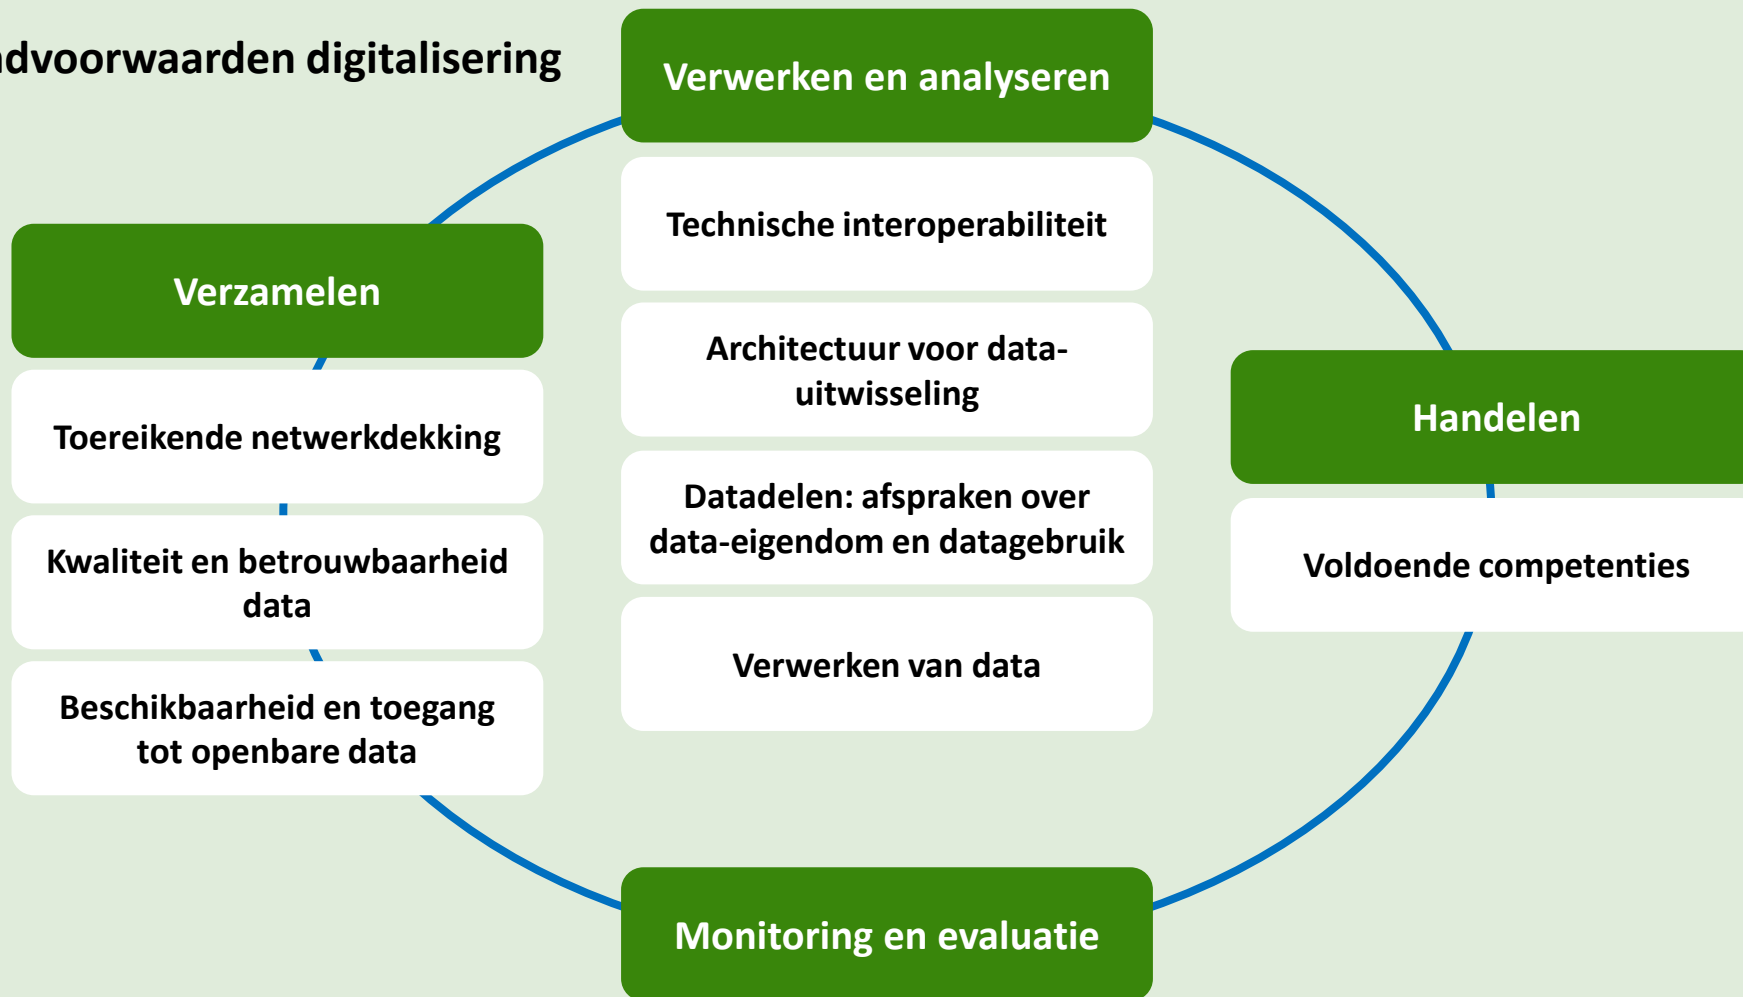 dvoorwaarden digitalisering
Verwerken en analyseren
Technische interoperabiliteit
Architectuur voor data-
uitwisseling
Datadelen: afspraken over
data-eigendom en datagebruik
Verwerken van data
Verzamelen
Toereikende netwerkdekking
Kwaliteit en betrouwbaarheid
data
Beschikbaarheid en toegang
tot openbare data
Handelen
Voldoende competenties
Monitoring en evaluatie